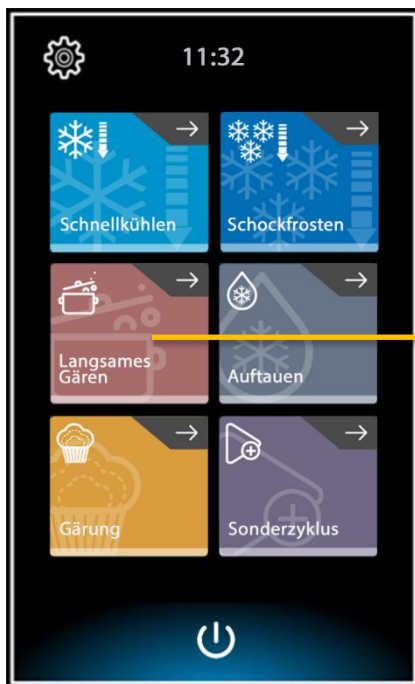 11:32
Schnellkühlen
Schockfrosten
Langsames
Gären
Auftauen
Gärung
Sonderzyklus